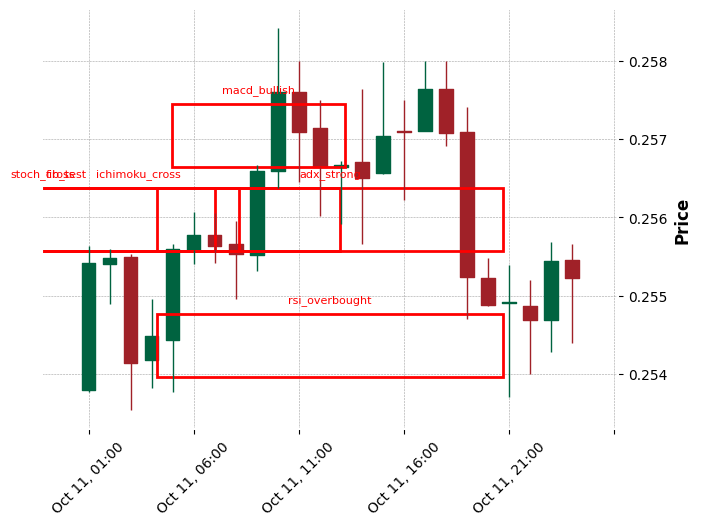 macd_bullish
0.258
0.257
stoch_cross
fib_test
ichimoku_cross
adx_strong
0.256
Price
0.255
rsi_overbought
0.254
Oct 11, 01:00
Oct 11, 06:00
Oct 11, 11:00
Oct 11, 16:00
Oct 11, 21:00